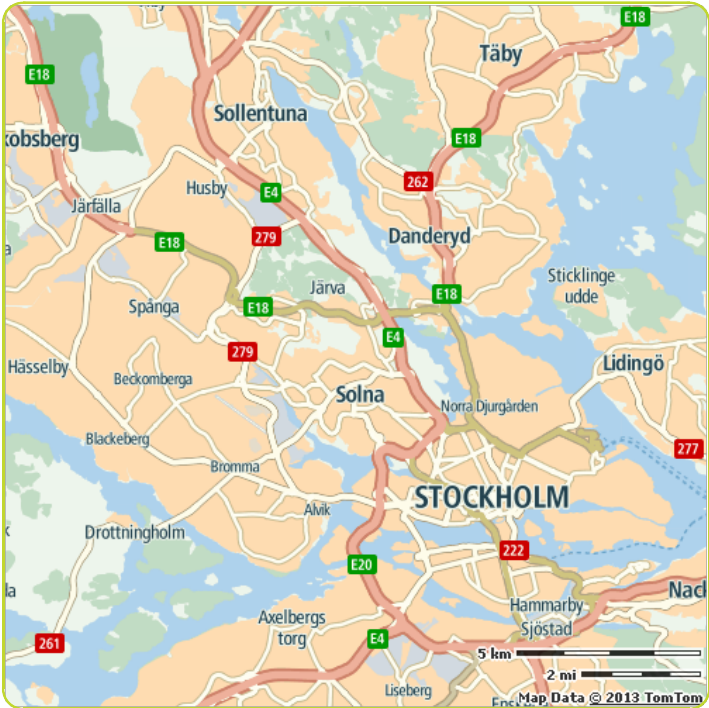 E18
Täby
E18
Sollentuna
kobsberg
E18
262
Husby
E4
Järfälla
279
Danderyd
E18
Sticklinge
udde
Järva
E18
Spånga
E18
E4
279
Lidingö
Hässelby
Beckomberga
Solna
Norra Djurgården
Blackeberg
277
Bromma
STOCKHOLM
Alvik
Drottningholm
222
E20
la
Nack
Hammarby
Sjöstad
Axelbergs
torg
E4
261
5 km
2 mi
Liseberg
Map Data © 2013 TomTom